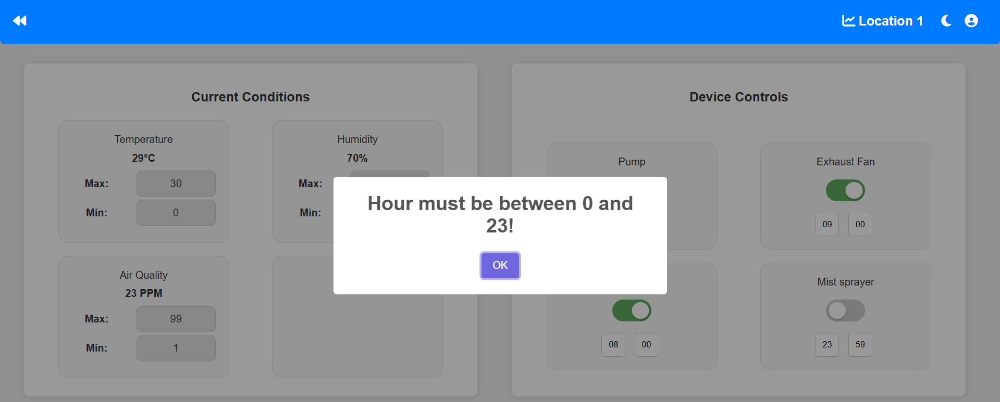 Location 1
Current Conditions
Temperature
29°C
Max: 30
Min: 0
Humidity
70%
Max:
Min:
Air Quality
23 PPM
Max: 99
Min: 1
Device Controls
Pump
Exhaust Fan
09 00
08 00
Mist sprayer
23 59
Hour must be between 0 and
23!
OK